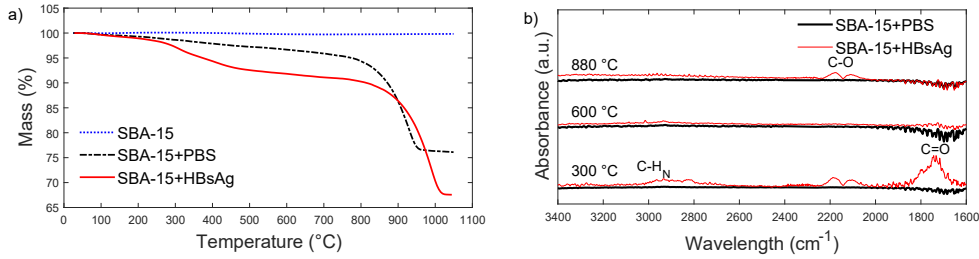 a)
Mass (%)
105
100
95
90
85
80
75
70
65
SBA-15
SBA-15+PBS
SBA-15+HBsAg
0 100 200 300 400 500 600 700 800 900 1000 1100
Temperature (°C)
b)
Absorbance (a.u.)
SBA-15+PBS
SBA-15+HBsAg
C-O
880 °C
600 °C
C=O
C-HN
300 °C
3400 3200 3000 2800 2600 2400 2200 2000 1800 1600
Wavelength (cm-1)